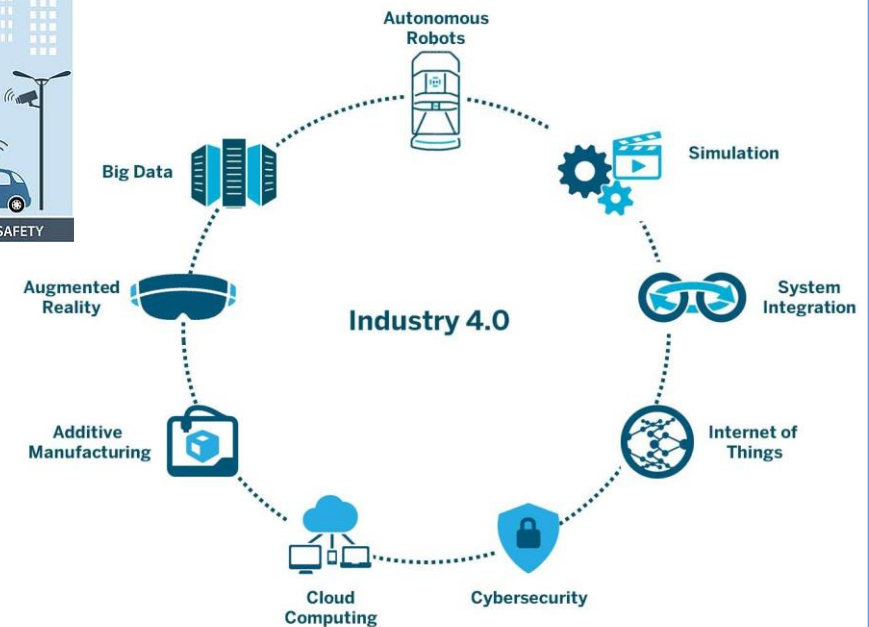 Autonomous
Robots
Simulation
System
Integration
Internet of
Things
Cybersecurity
Cloud
Computing
Additive
Manufacturing
Augmented
Reality
Big Data
Industry 4.0
SAFETY